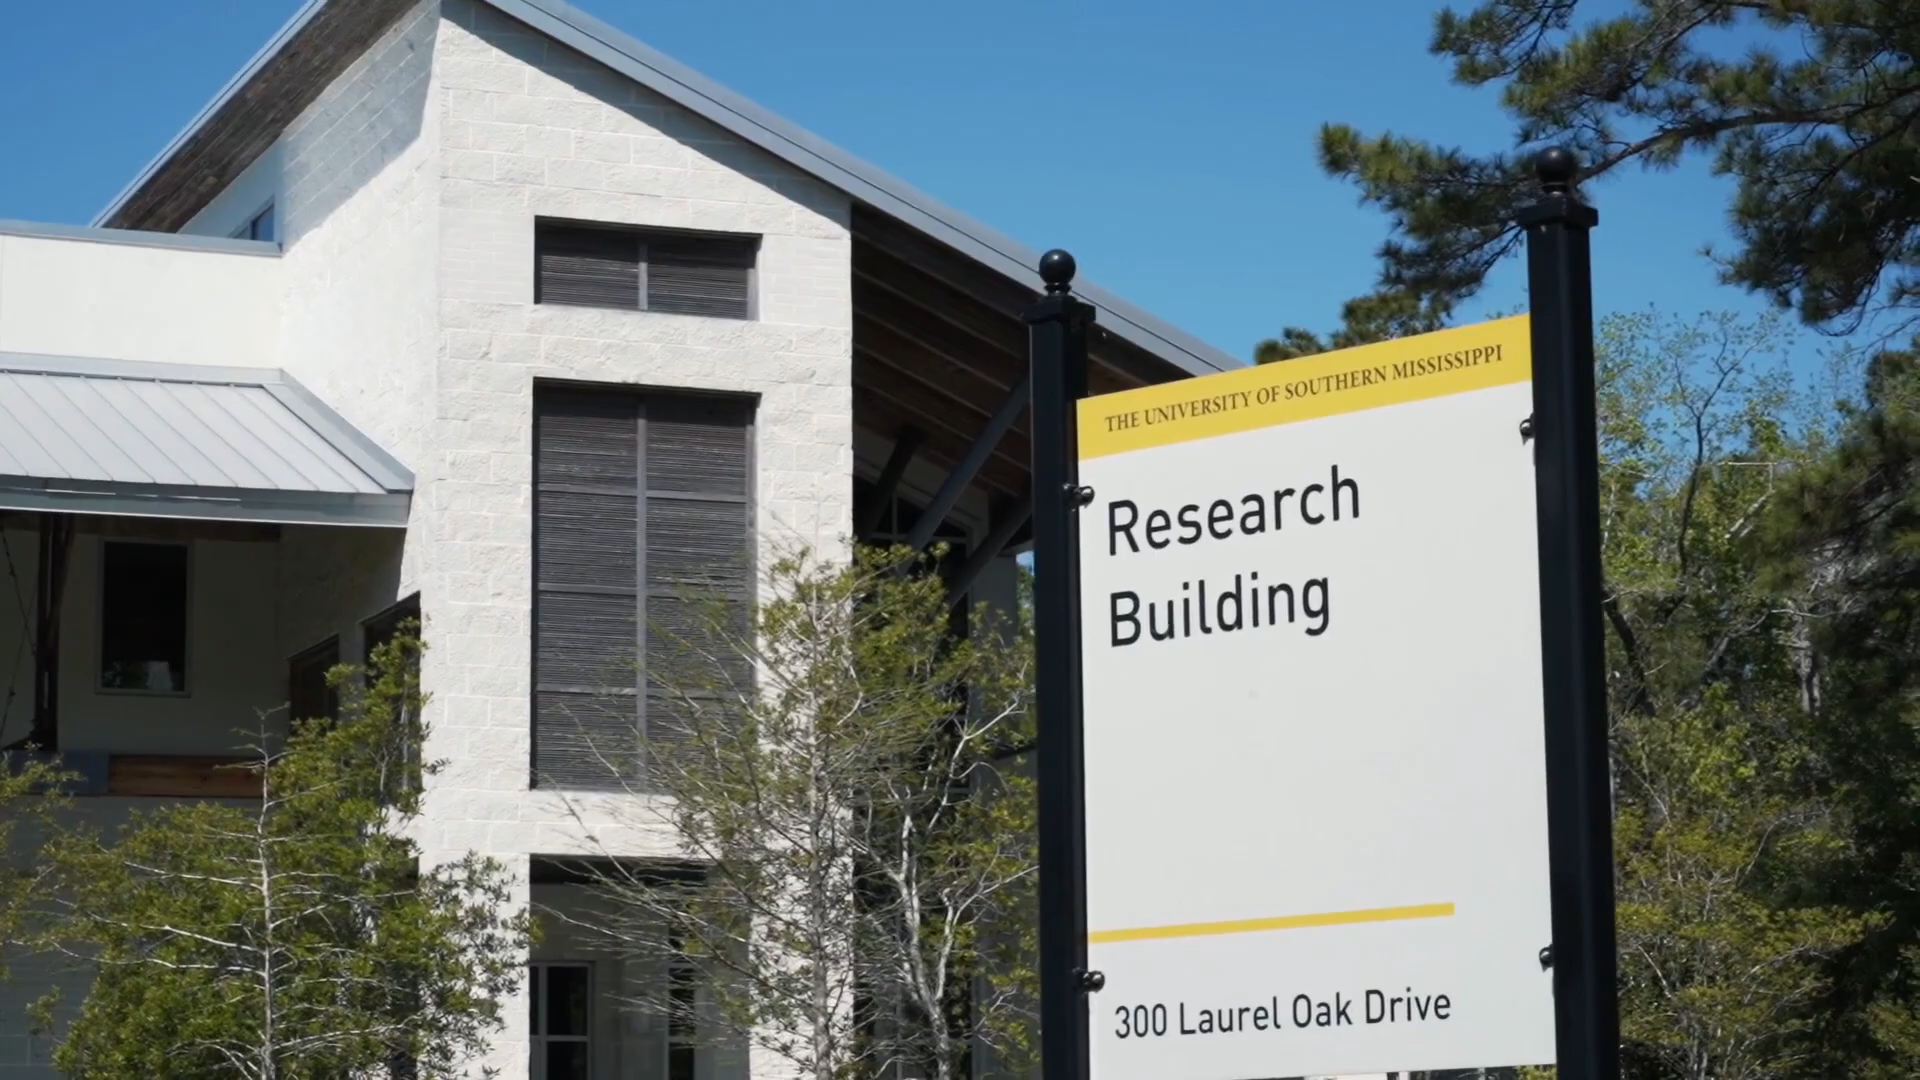 THE UNIVERSITY OF SOUTHERN MISSISSIPPI
Research
Building
300 Laurel Oak Drive